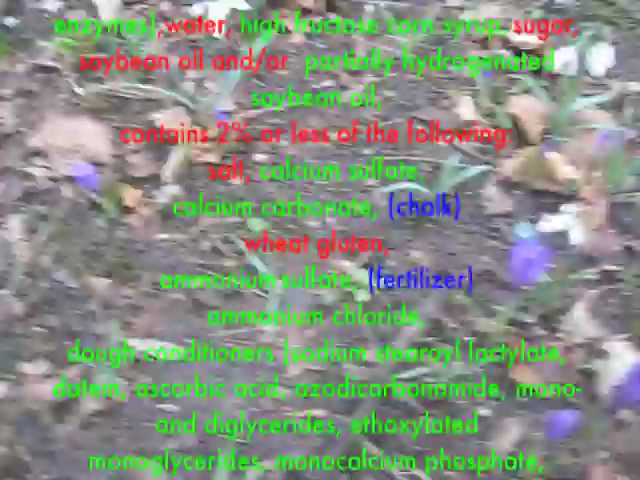 enzymes), water, high fructose corn syrup, sugar,
soybean oil and/or partially hydrogenated
soybean oil,
contains 2% or less of the following:
salt, calcium sulfate,
calcium carbonate, (chalk)
wheat gluten,
ammonium sulfate, (fertilizer)
ammonium chloride,
dough conditioners (sodium stearoyl lactylate,
datem, ascorbic acid, azodicarbonamide, mono-
and diglycerides, ethoxylated
monoglycerides, monocalcium phosphate,